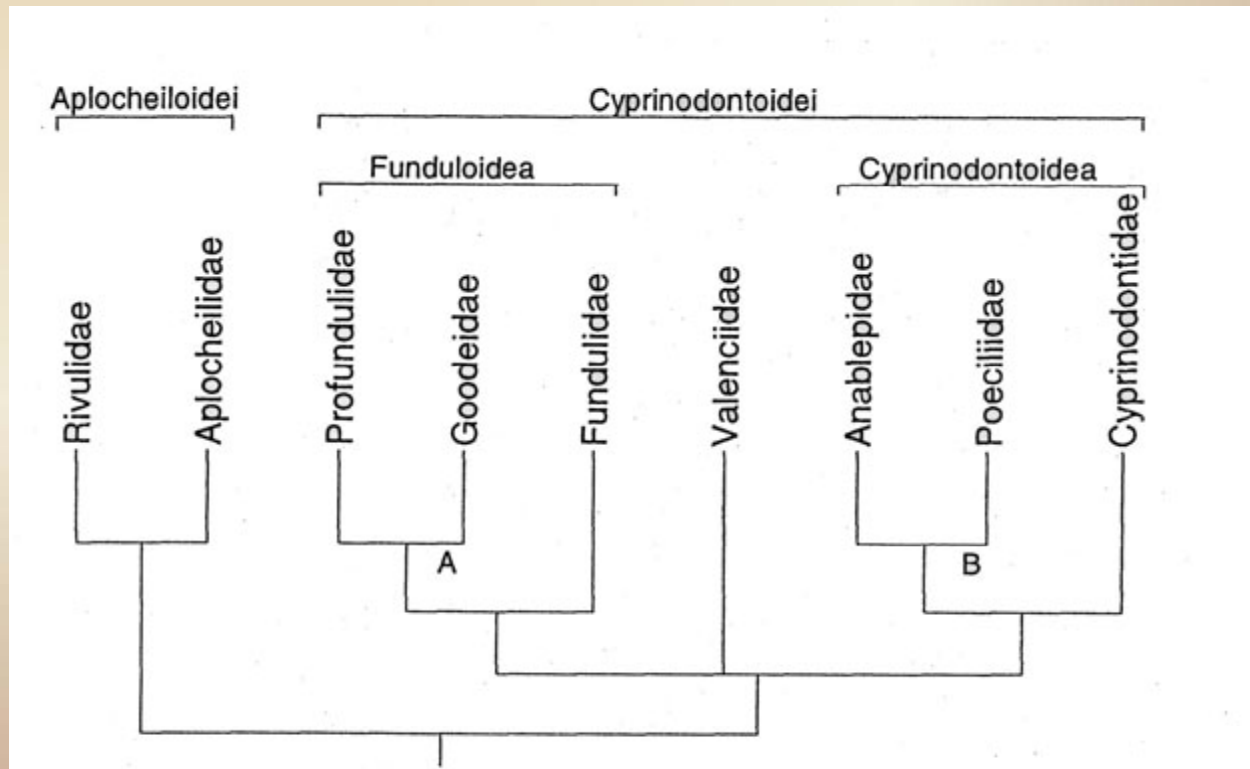 Aplocheiloidei
Cyprinodontoidei
Funduloidea
Cyprinodontoidea
Rivulidae
Aplocheilidae
Profundulidae
Goodeidae
Fundulidae
Valenciidae
Anablepidae
Poeciliidae
Cyprinodontidae
A
B